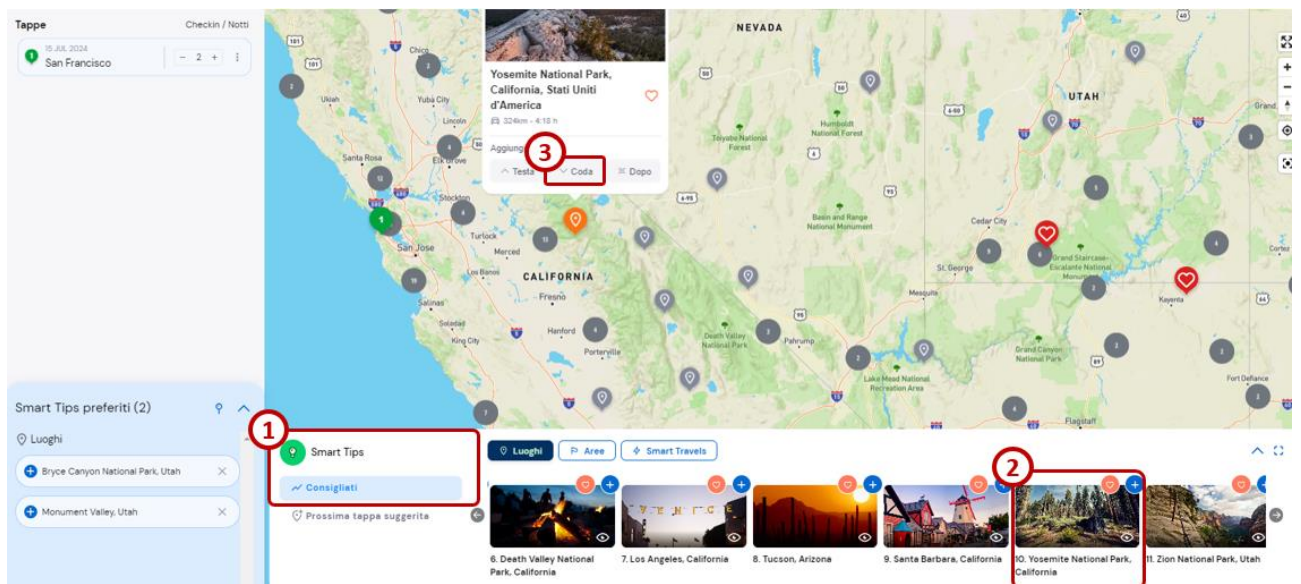 Tappe
Checkin / Notti
1
15 JUL 2024
San Francisco
- 2 +
Smart Tips preferiti (2)
Luoghi
Bryce Canyon National Park, Utah
Monument Valley, Utah
NEVADA
UTAH
CALIFORNIA
Yosemite National Park,
California, Stati Uniti
d'America
324km - 4:18 h
3
Testa
Coda
Dopo
Chico
Ukiah
Yuba City
Lincoln
Santa Rosa
Elk Grove
Stockton
1
San Jose
Turlock
Merced
Los Banos
Salinas
Fresno
Soledad
King City
Hanford
Porterville
Toiyabe National
Forest
Humboldt
National Forest
Basin and Range
National Monument
Cedar City
St. George
Mesquite
Grand Staircase-
Escalante National
Monument
Kayenta
Cortez
Death Valley
National Park
Pahrump
Lake Mead National
Recreation Area
Grand Canyon
National Park
Flagstaff
Fort Defiance
1
Smart Tips
Consigliati
Prossima tappa suggerita
Luoghi
Aree
Smart Travels
2
6. Death Valley National
Park, California
7. Los Angeles, California
8. Tucson, Arizona
9. Santa Barbara, California
10. Yosemite National Park,
California
11. Zion National Park, Utah